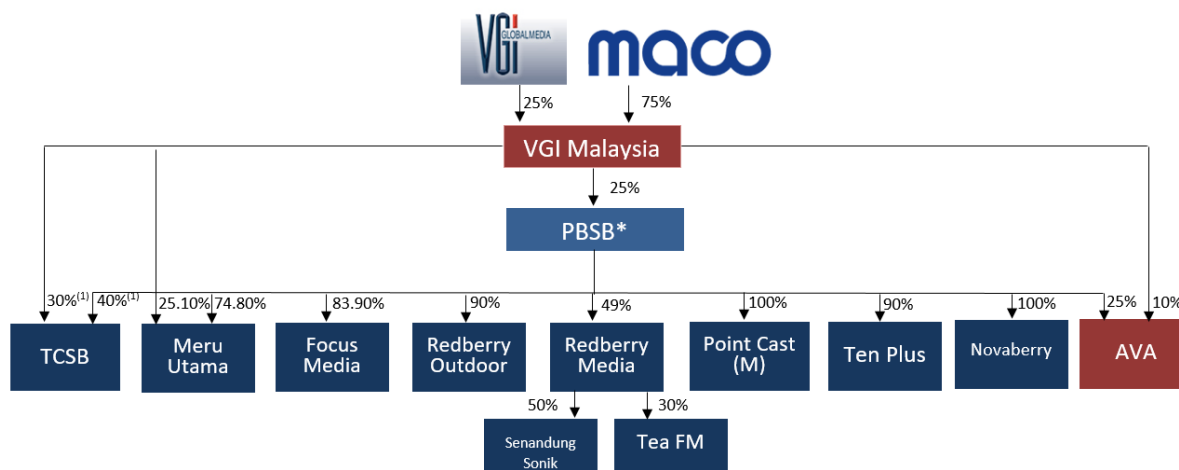 VGI
GLOBALMEDIA
maco
25%
75%
VGI Malaysia
25%
PBSB*
30%(1)
40%(1)
25.10%
74.80%
83.90%
90%
49%
100%
90%
100%
25%
10%
TCSB
Meru
Utama
Focus
Media
Redberry
Outdoor
Redberry
Media
Point Cast
(M)
Ten Plus
Novaberry
AVA
50%
30%
Senandung
Sonik
Tea FM